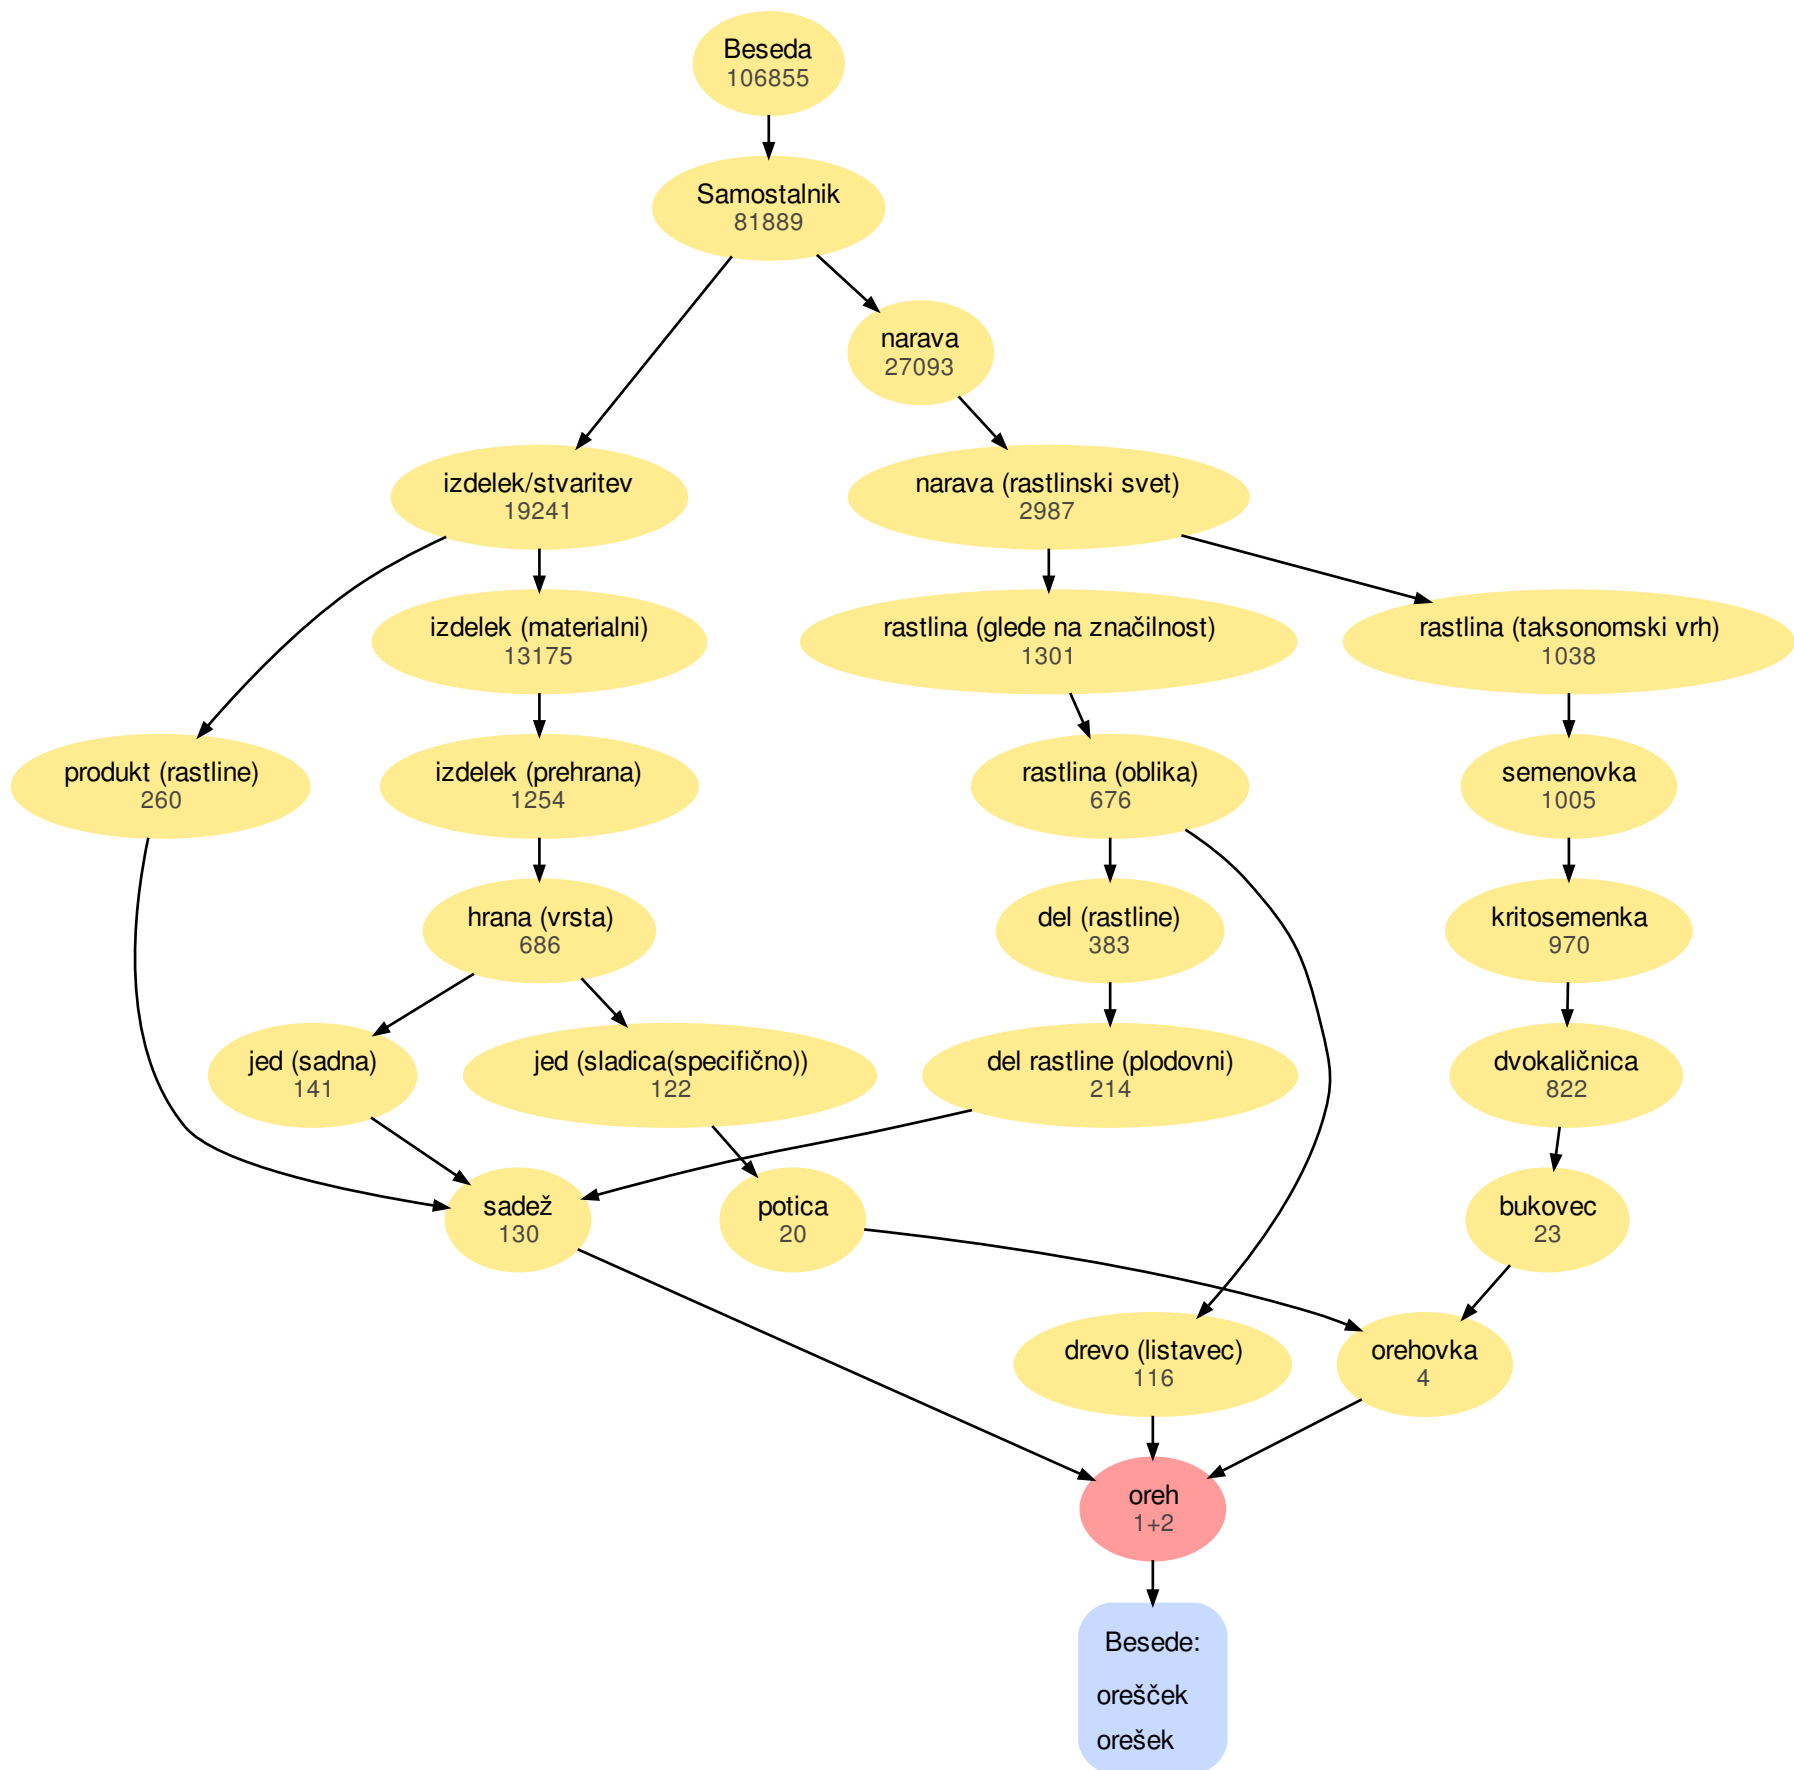 Beseda
106855
Samostalnik
81889
narava
27093
izdelek/stvaritev
19241
narava (rastlinski svet)
2987
izdelek (materialni)
13175
rastlina (glede na značilnost)
1301
rastlina (taksonomski vrh)
1038
produkt (rastline)
260
izdelek (prehrana)
1254
rastlina (oblika)
676
semenovka
1005
hrana (vrsta)
686
del (rastline)
383
kritosemenka
970
jed (sadna)
141
jed (sladica(specifično))
122
del rastline (plodovni)
214
dvokaličnica
822
sadež
130
potica
20
bukovec
23
drevo (listavec)
116
orehovka
4
oreh
1+2
Besede:
orešček
orešek